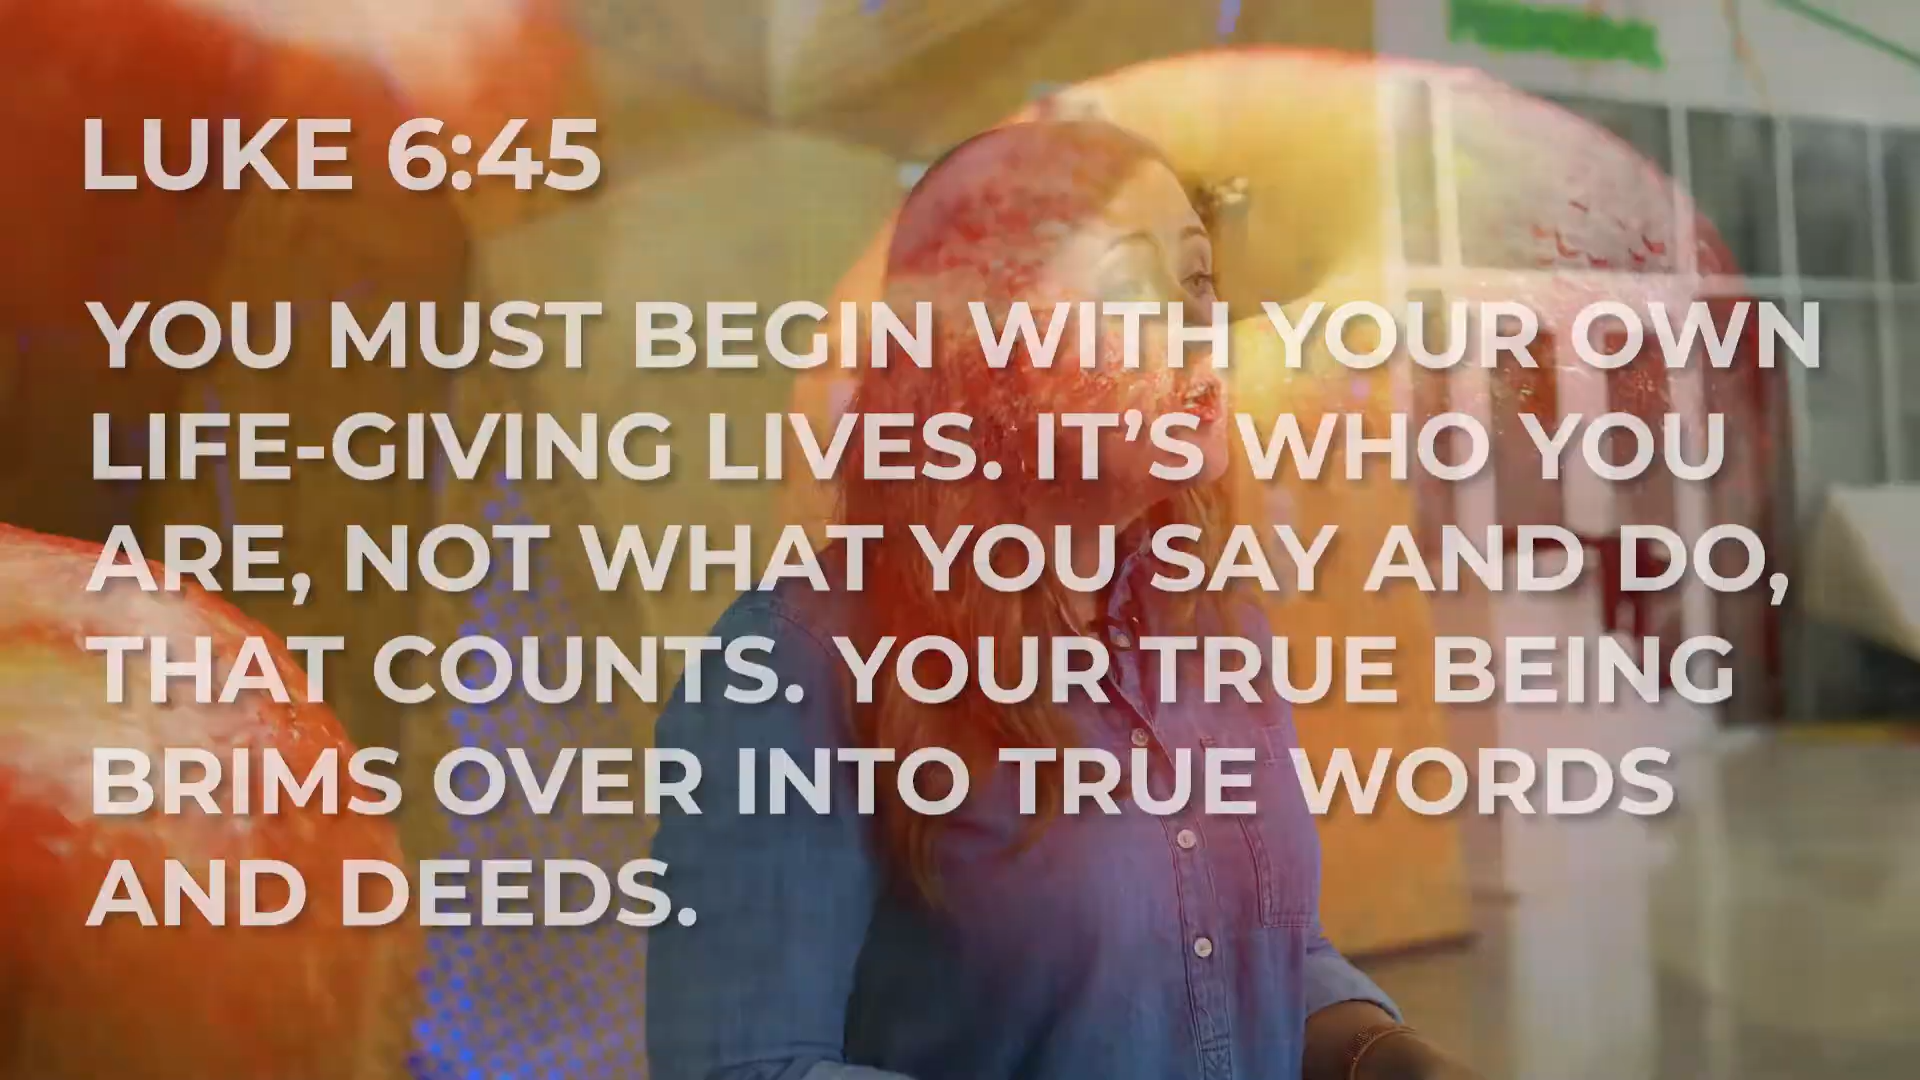 LUKE 6:45
YOU MUST BEGIN WITH YOUR OWN
LIFE-GIVING LIVES. IT’S WHO YOU
ARE, NOT WHAT YOU SAY AND DO,
THAT COUNTS. YOUR TRUE BEING
BRIMS OVER INTO TRUE WORDS
AND DEEDS.